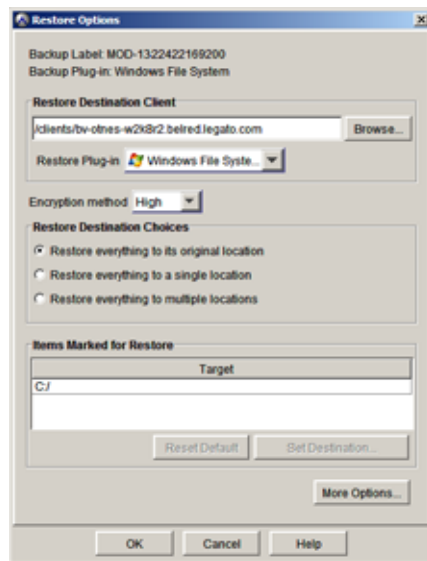 Restore Options
Backup Label: MOD-1322422169200
Backup Plug-in: Windows File System
Restore Destination Client
/clients/bv-otnes-w2k8r2.belred.legato.com
Browse...
Restore Plug-in
Windows File Syste...
Encryption method
High
Restore Destination Choices
Restore everything to its original location
Restore everything to a single location
Restore everything to multiple locations
Items Marked for Restore
Target
C:/
Reset Default
Set Destination...
More Options...
OK
Cancel
Help